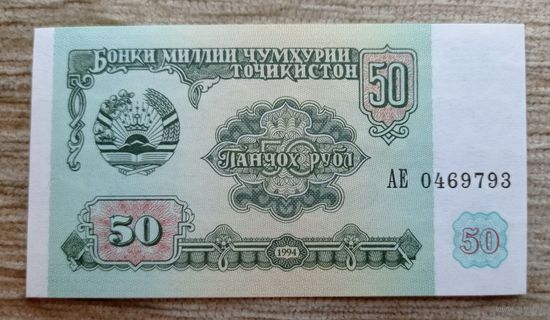 БОНКИ МИЛЛИИ ҶУМҲУРИИ
ТОҶИКИСТОН
50
50
ПАНҶОҲ РУБЛ
АЕ 0469793
50
1994
50